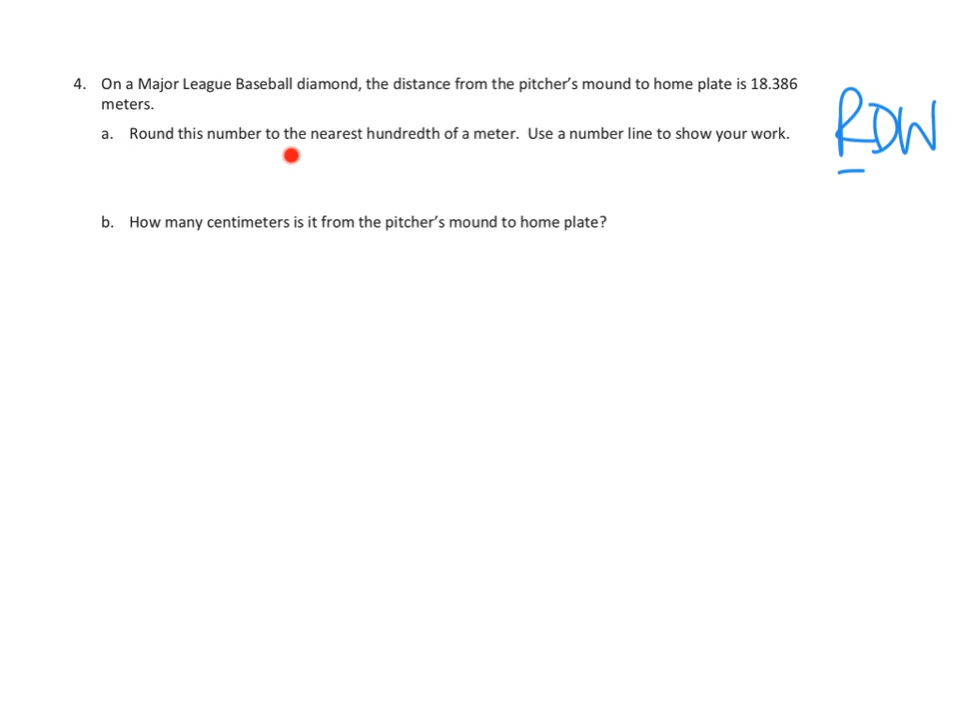 4. On a Major League Baseball diamond, the distance from the pitcher's mound to home plate is 18.386
meters.
RDW
a. Round this number to the nearest hundredth of a meter. Use a number line to show your work.
b. How many centimeters is it from the pitcher's mound to home plate?